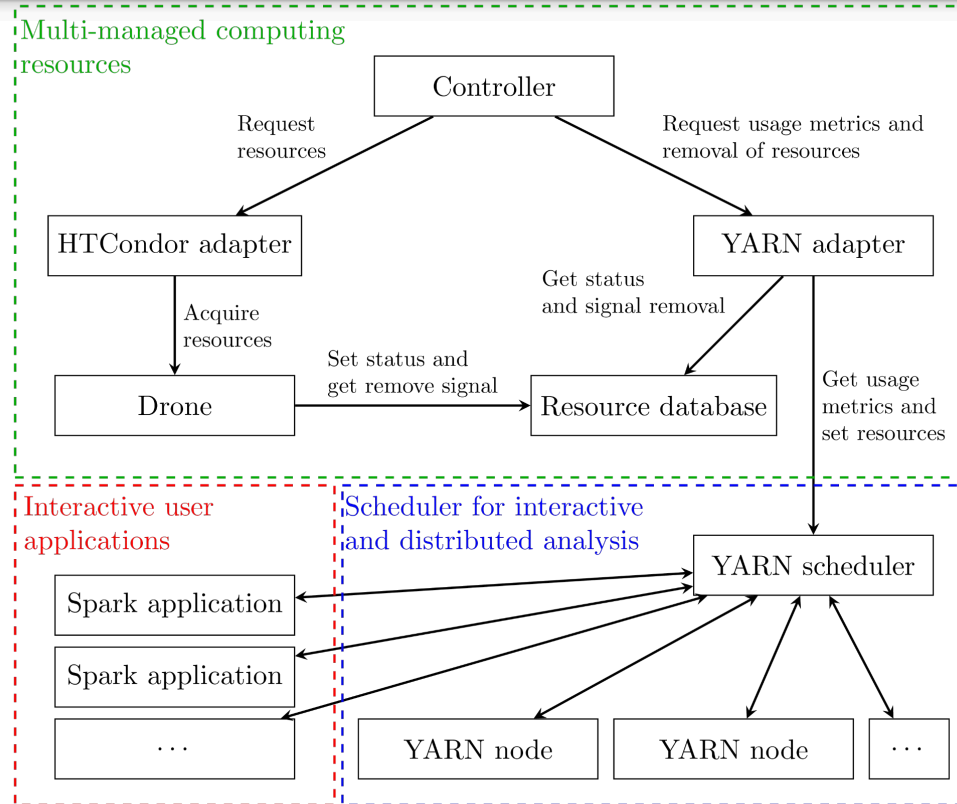 Multi-managed computing
resources
Controller
Request
resources
Request usage metrics and
removal of resources
HTCondor adapter
YARN adapter
Get status
and signal removal
Acquire
resources
Set status and
get remove signal
Get usage
metrics and
set resources
Drone
Resource database
Interactive user
applications
Scheduler for interactive
and distributed analysis
YARN scheduler
Spark application
Spark application
...
YARN node
YARN node
...